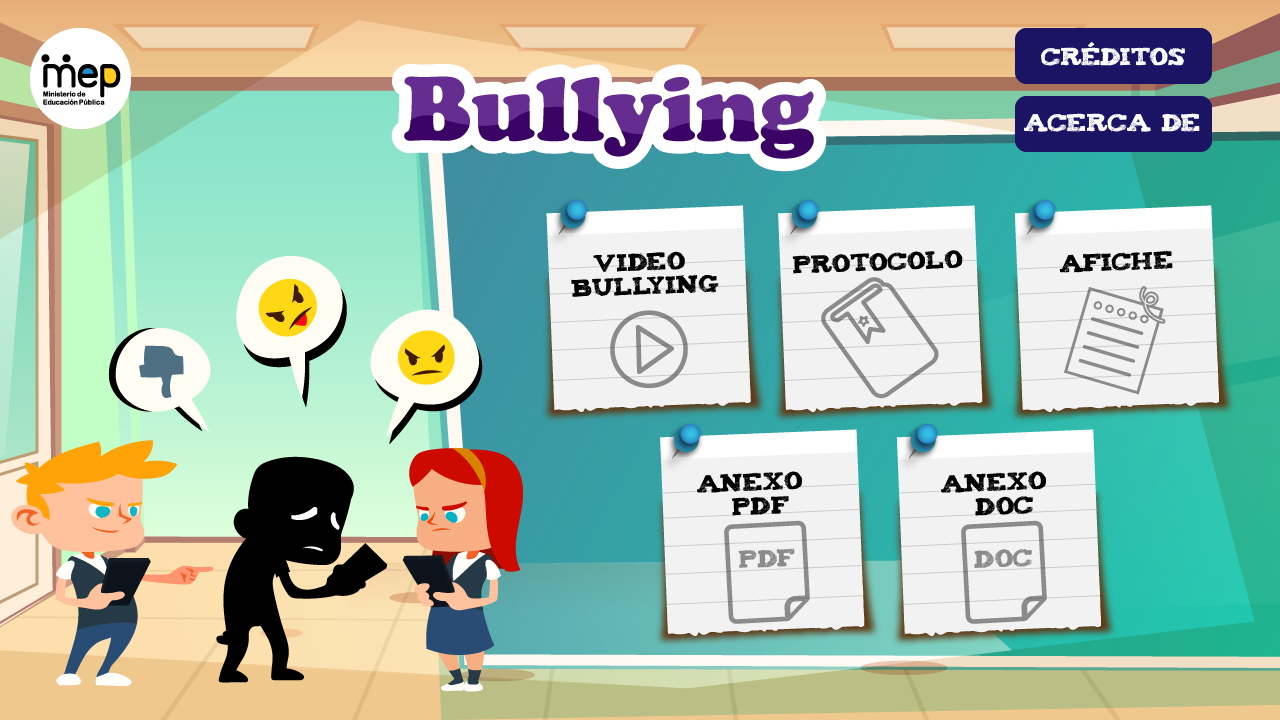 mep
Ministerio de
Educación Pública
Bullying
CRÉDITOS
ACERCA DE
VIDEO
BULLYING
PROTOCOLO
AFICHE
ANEXO
PDF
PDF
ANEXO
DOC
DOC